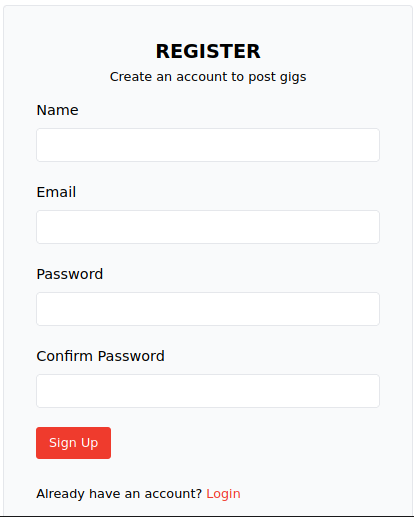 REGISTER
Create an account to post gigs
Name
Email
Password
Confirm Password
Sign Up
Already have an account? Login